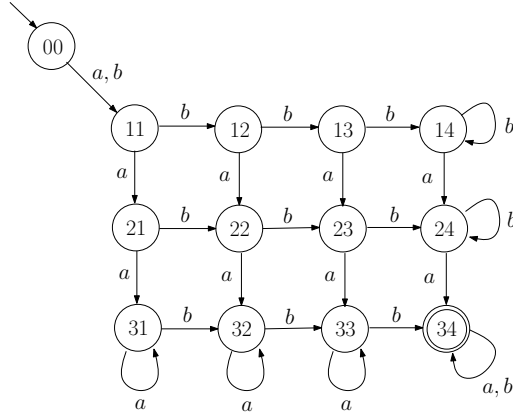 00
a, b
b b b
11 12 13 14 b
a a a a
b b b
21 22 23 24 b
a a a a
b b b
31 32 33 34
a a a a, b